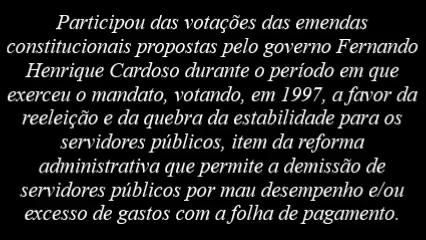 Participou das votações das emendas
constitucionais propostas pelo governo Fernando
Henrique Cardoso durante o período em que
exerceu o mandato, votando, em 1997, a favor da
reeleição e da quebra da estabilidade para os
servidores públicos, item da reforma
administrativa que permite a demissão de
servidores públicos por mau desempenho e/ou
excesso de gastos com a folha de pagamento.